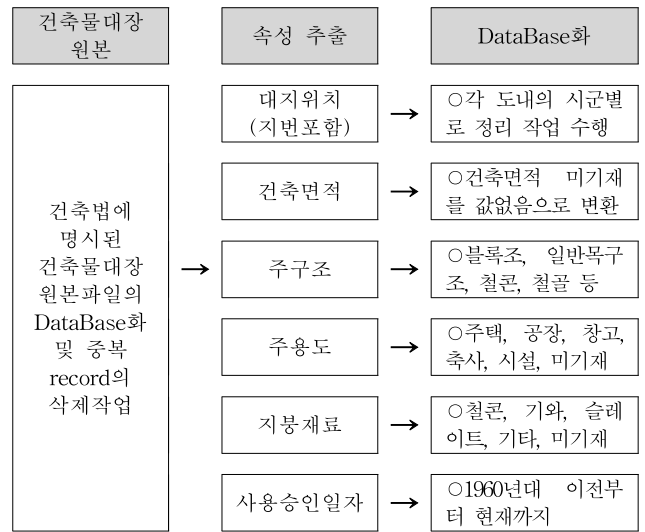 건축물대장
원본
속성 추출
DataBase화
건축법에
명시된
건축물대장
원본파일의
DataBase화
및 중복
record의
삭제작업
→
대지위치
(지번포함)
→
○각 도내의 시군별
로 정리 작업 수행
건축면적
→
○건축면적 미기재
를 값없음으로 변환
주구조
→
○블록조, 일반목구
조, 철콘, 철골 등
주용도
→
○주택, 공장, 창고,
축사, 시설, 미기재
지붕재료
→
○철콘, 기와, 슬레
이트, 기타, 미기재
사용승인일자
→
○1960년대 이전부
터 현재까지